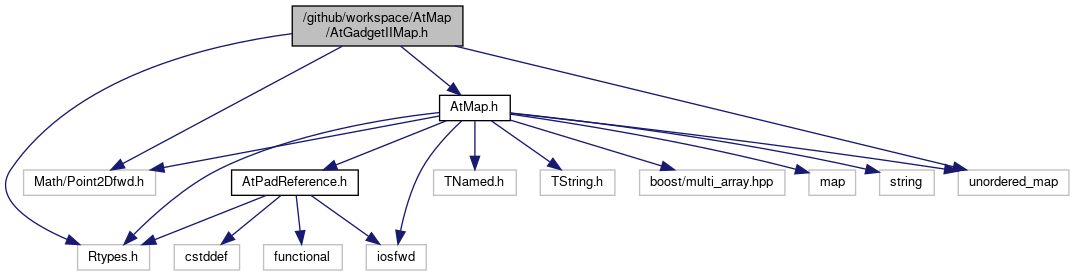 /github/workspace/AtMap
/AtGadgetIIMap.h
AtMap.h
Math/Point2Dfwd.h
AtPadReference.h
TNamed.h
TString.h
boost/multi_array.hpp
map
string
unordered_map
Rtypes.h
cstddef
functional
iosfwd